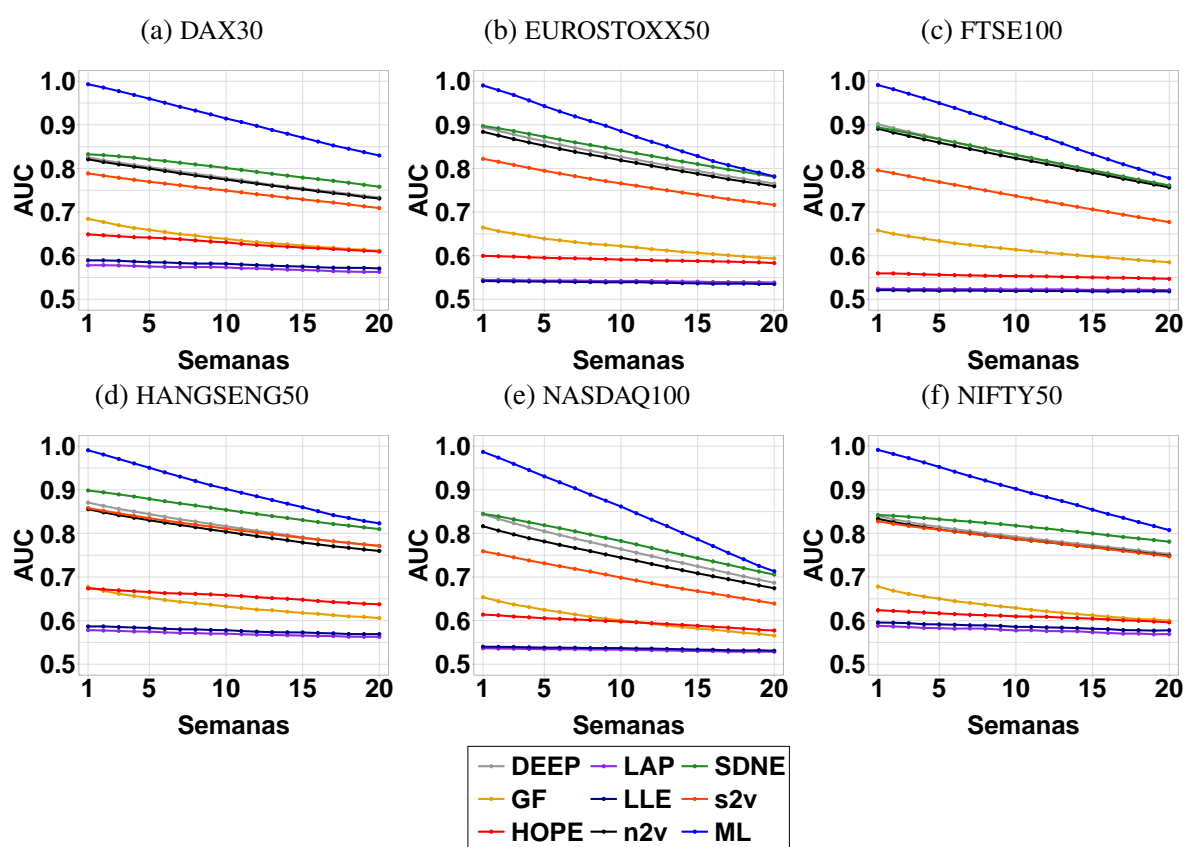 (a) DAX30 (b) EUROSTOXX50 (c) FTSE100
AUC 1.0 0.9 0.8 0.7 0.6 0.5
1 5 10 15 20
Semanas
AUC 1.0 0.9 0.8 0.7 0.6 0.5
1 5 10 15 20
Semanas
AUC 1.0 0.9 0.8 0.7 0.6 0.5
1 5 10 15 20
Semanas
(d) HANGSENG50 (e) NASDAQ100 (f) NIFTY50
AUC 1.0 0.9 0.8 0.7 0.6 0.5
1 5 10 15 20
Semanas
AUC 1.0 0.9 0.8 0.7 0.6 0.5
1 5 10 15 20
Semanas
AUC 1.0 0.9 0.8 0.7 0.6 0.5
1 5 10 15 20
Semanas
DEEP LAP SDNE
GF LLE s2v
HOPE n2v ML